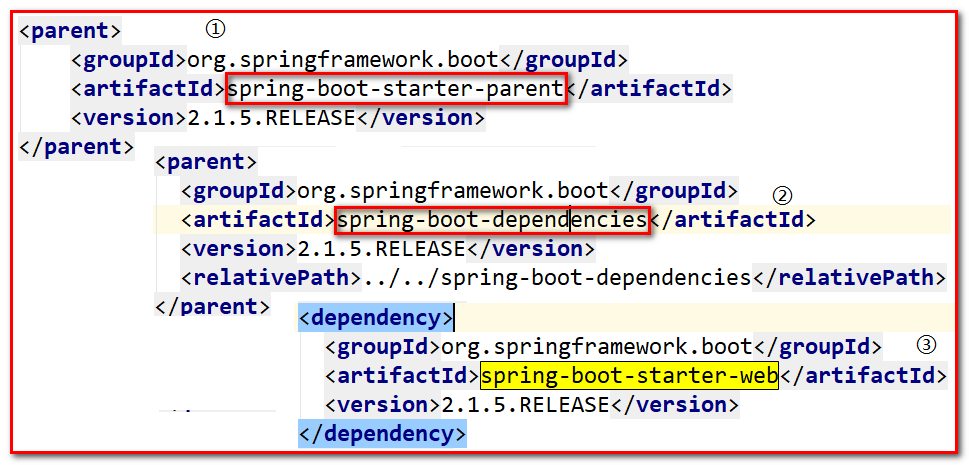 <parent> ①
<groupId>org.springframework.boot</groupId>
<artifactId>spring-boot-starter-parent</artifactId>
<version>2.1.5.RELEASE</version>
</parent>
<parent>
<groupId>org.springframework.boot</groupId> ②
<artifactId>spring-boot-dependencies</artifactId>
<version>2.1.5.RELEASE</version>
<relativePath>../../spring-boot-dependencies</relativePath>
</parent>
<dependency>
<groupId>org.springframework.boot</groupId> ③
<artifactId>spring-boot-starter-web</artifactId>
<version>2.1.5.RELEASE</version>
</dependency>